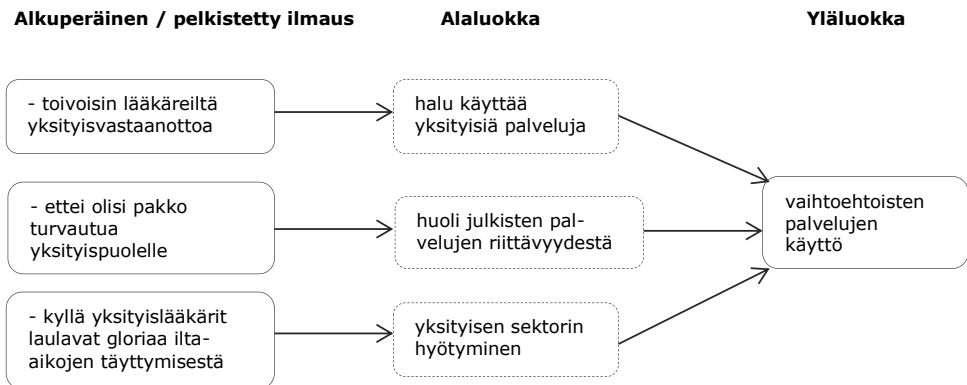 Alkuperäinen / pelkistetty ilmaus
Alaluokka
Yläluokka
- toivoisin lääkäreiltä
yksityisvastaanottoa
halu käyttää
yksityisiä palveluja
- ettei olisi pakko
turvautua
yksityispuolelle
huoli julkisten pal-
velujen riittävyydestä
vaihtoehtoisten
palvelujen
käyttö
- kyllä yksityislääkärit
laulavat gloriaa ilta-
aikojen täyttymisestä
yksityisen sektorin
hyötyminen